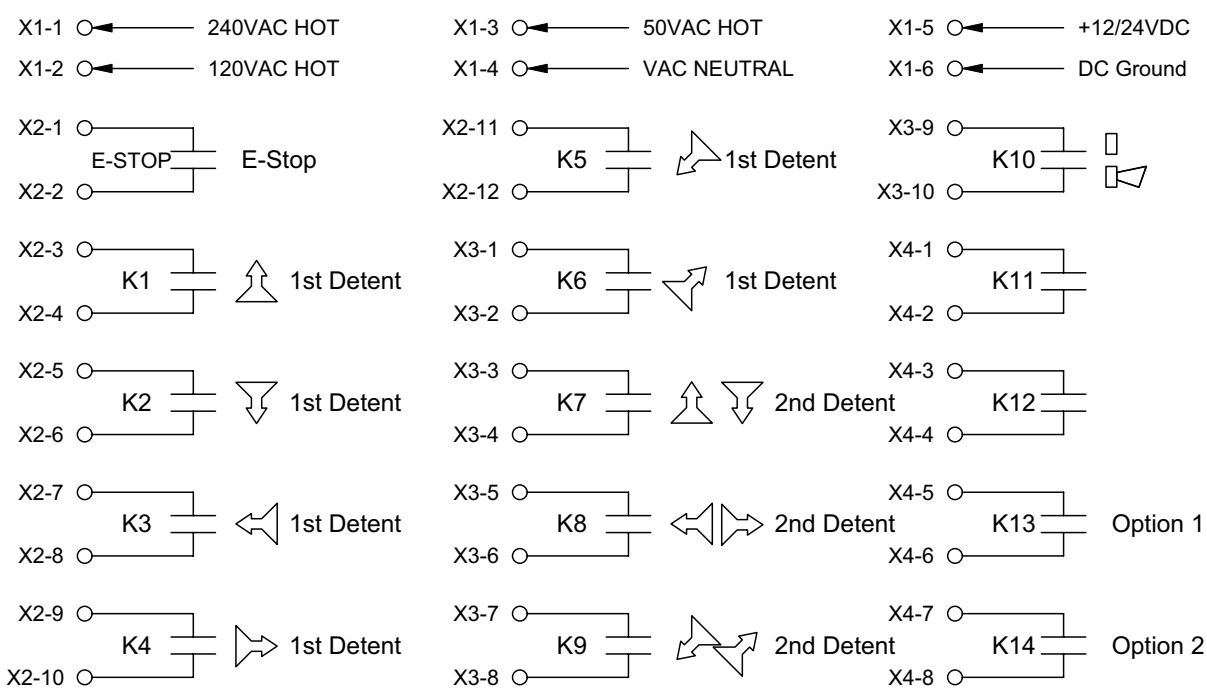 X1-1 240VAC HOT
X1-2 120VAC HOT
X2-1
E-STOP E-Stop
X2-2
X2-3
K1 1st Detent
X2-4
X2-5
K2 1st Detent
X2-6
X2-7
K3 1st Detent
X2-8
X2-9
K4 1st Detent
X2-10
X1-3 50VAC HOT
X1-4 VAC NEUTRAL
X2-11
K5 1st Detent
X2-12
X3-1
K6 1st Detent
X3-2
X3-3
K7 2nd Detent
X3-4
X3-5
K8 2nd Detent
X3-6
X3-7
K9 2nd Detent
X3-8
X1-5 +12/24VDC
X1-6 DC Ground
X3-9
K10
X3-10
X4-1
K11
X4-2
X4-3
K12
X4-4
X4-5
K13 Option 1
X4-6
X4-7
K14 Option 2
X4-8